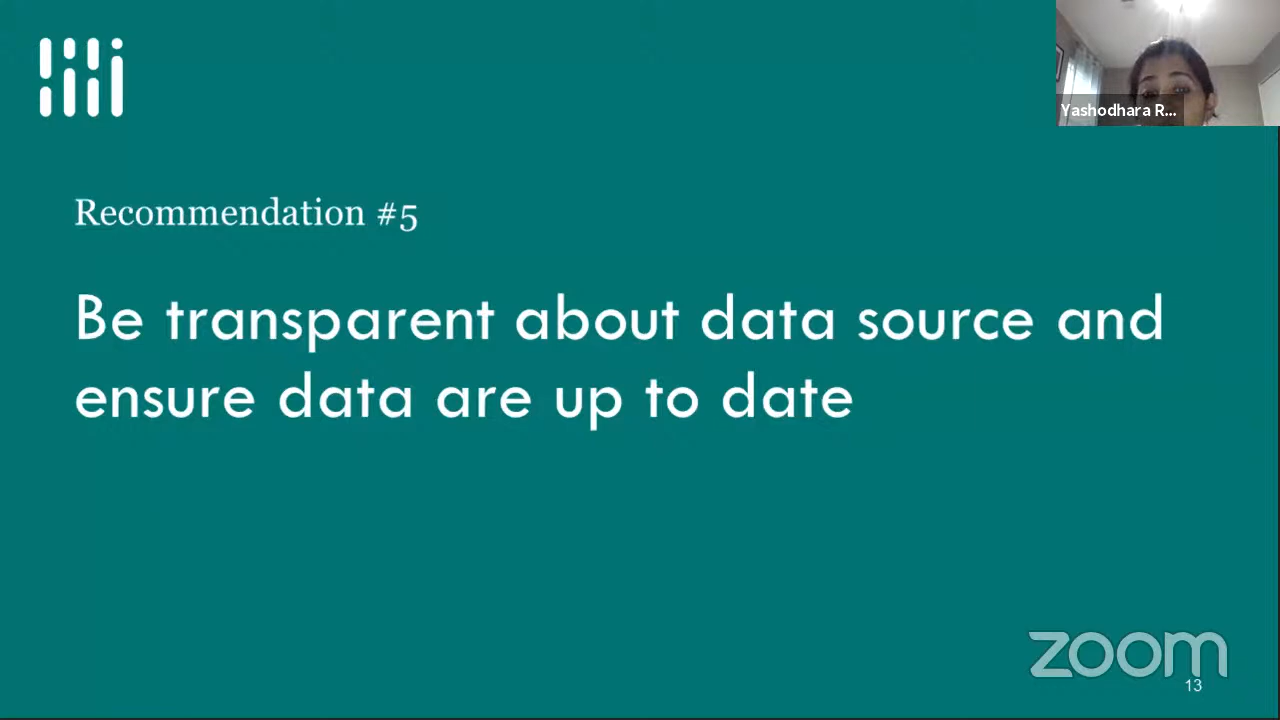 Yashodhara R...
Recommendation #5
Be transparent about data source and
ensure data are up to date
zoom
13